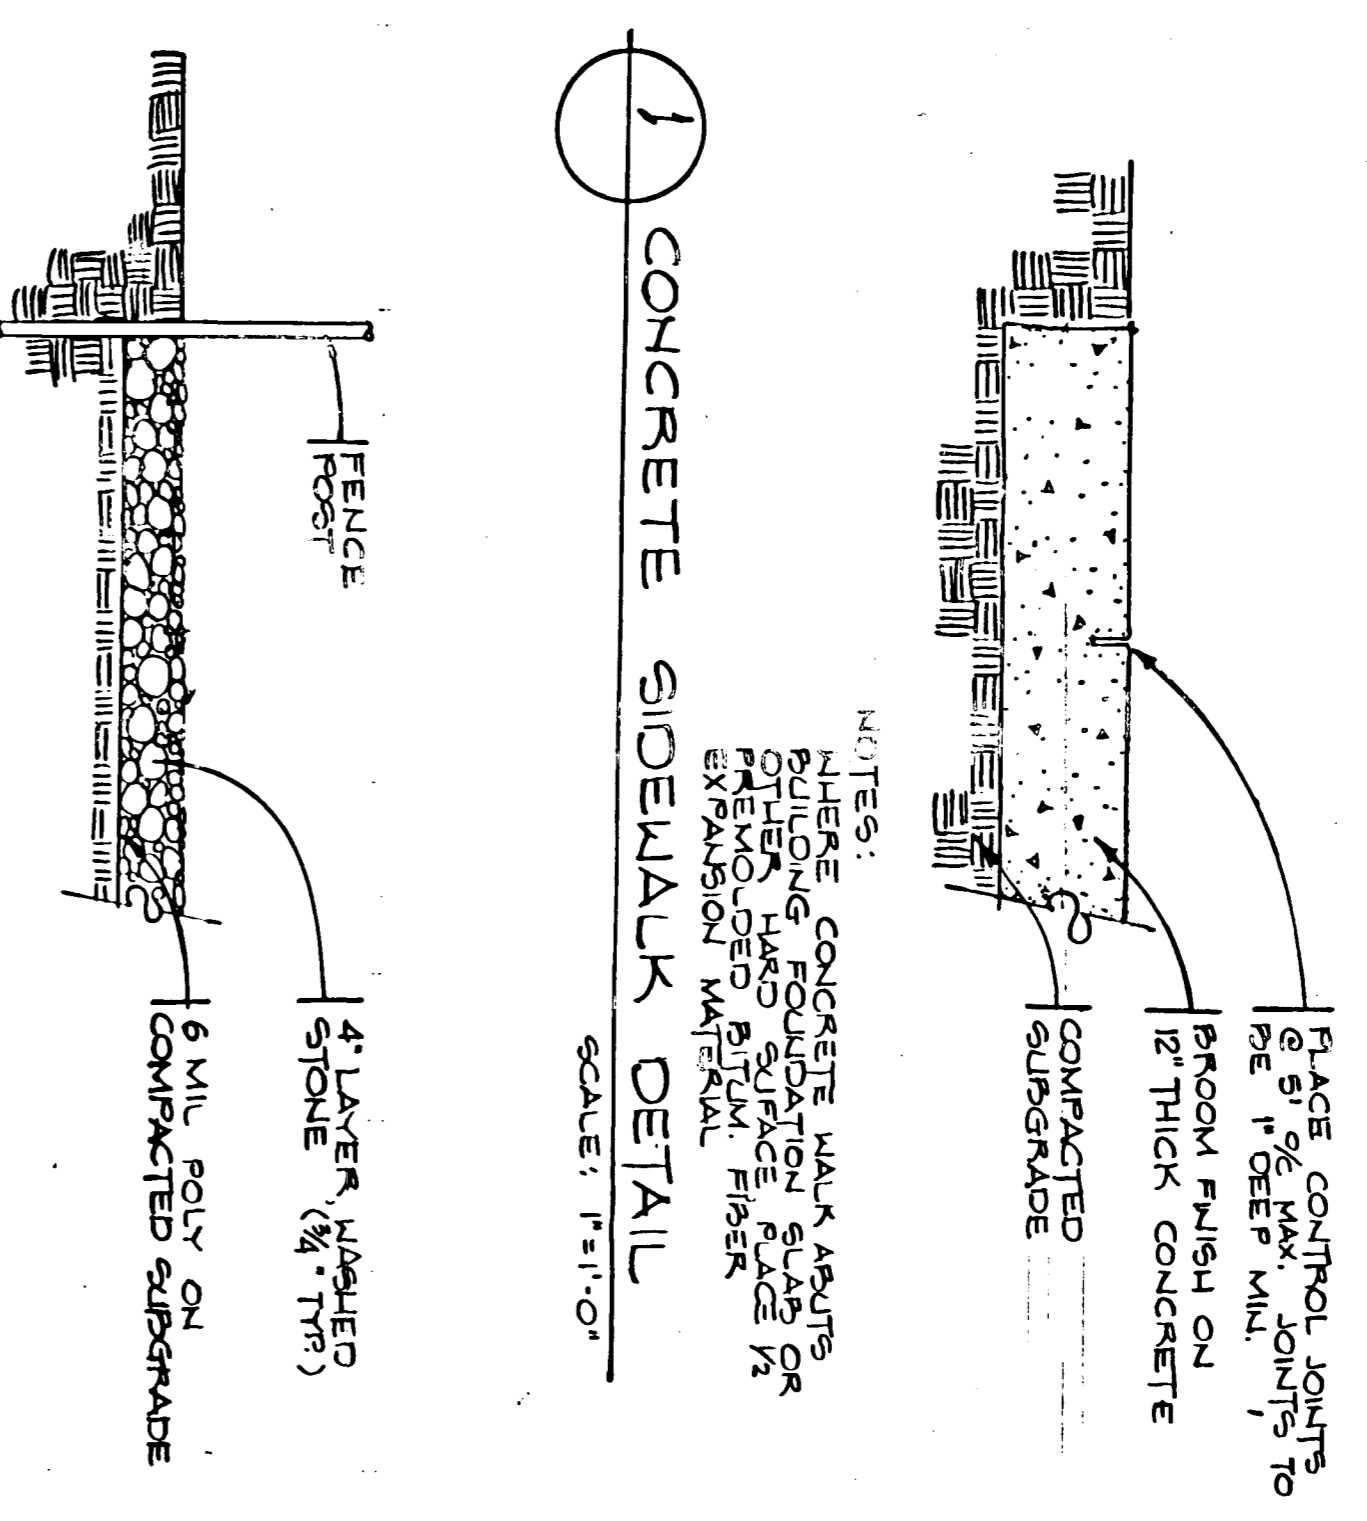 PLACE CONTROL JOINTS
@ 5' O/C MAX. JOINTS TO
BE 1" DEEP MIN.
BROOM FINISH ON
12" THICK CONCRETE
COMPACTED
SUBGRADE
NOTES:
WHERE CONCRETE WALK ABUTS
BUILDING FOUNDATION SLAB OR
OTHER HARD SUFACE PLACE 1/2
PREMOLDED BITUM. FIBER
EXPANSION MATERIAL
1
CONCRETE SIDEWALK DETAIL
SCALE: 1"=1'-0"
FENCE
POST
4" LAYER, WASHED
STONE (3/4" TYP.)
6 MIL POLY ON
COMPACTED SUBGRADE